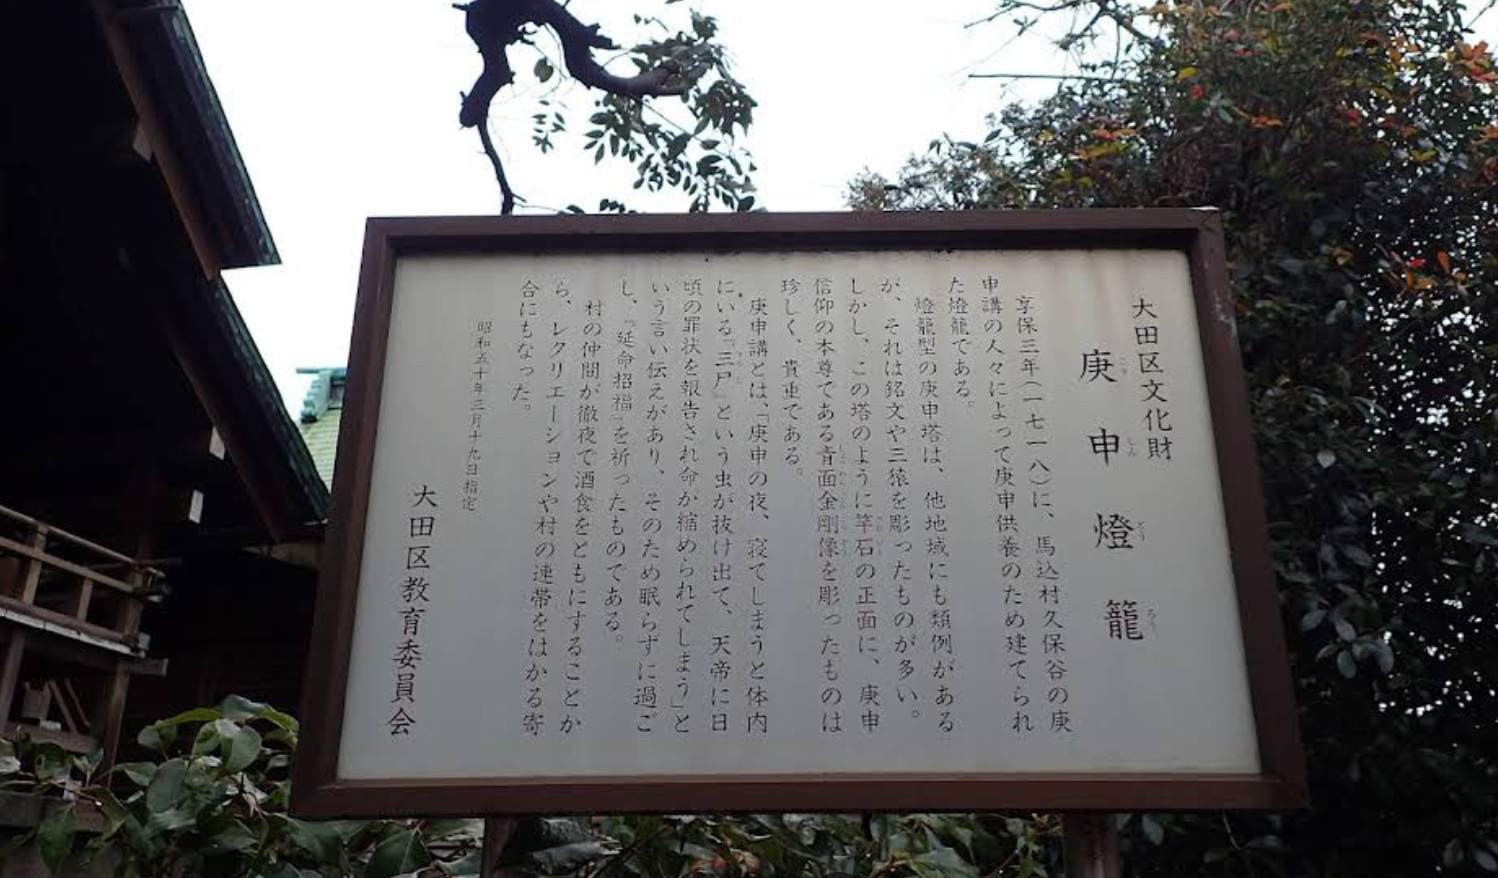 大田区文化財
庚申燈籠
こうしんとうろう
享保三年(一七一八)に、馬込村久保谷の庚
申講の人々によって庚申供養のため建てられ
た燈籠である。
燈籠型の庚申塔は、他地域にも類例がある
が、それは銘文や三猿を彫ったものが多い。
しかし、この塔のように竿石の正面に、庚申
信仰の本尊である青面金剛像を彫ったものは
珍しく、貴重である。
庚申講とは、「庚申の夜、寝てしまうと体内
にいる『三尸』という虫が抜け出て、天帝に日
頃の罪状を報告され命が縮められてしまう」と
いう言い伝えがあり、そのため眠らずに過ご
し、「延命招福」を祈ったものである。
村の仲間が徹夜で酒食をともにすることか
ら、レクリエーションや村の連帯をはかる寄
合にもなった。
昭和五十年三月十九日指定
大田区教育委員会